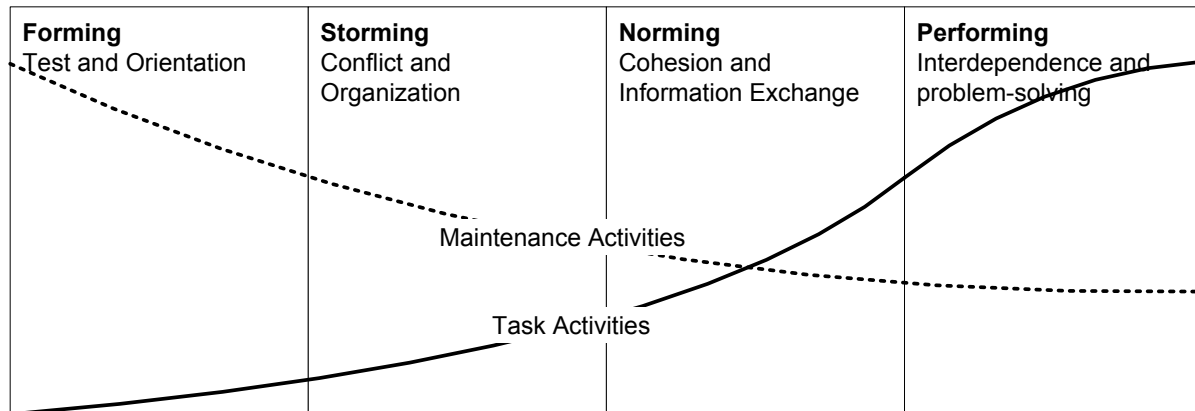 Forming
Test and Orientation
Storming
Conflict and
Organization
Norming
Cohesion and
Information Exchange
Performing
Interdependence and
problem-solving
Maintenance Activities
Task Activities